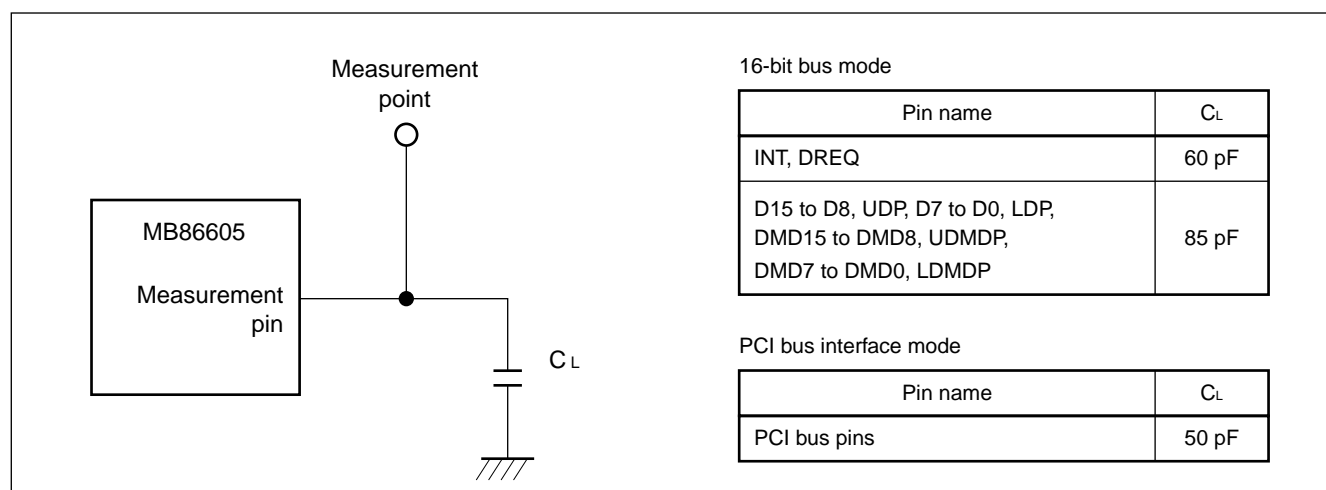 Measurement
point
MB86605
Measurement
pin
CL
16-bit bus mode
Pin name CL
INT, DREQ 60 pF
D15 to D8, UDP, D7 to D0, LDP,
DMD15 to DMD8, UDMDP, 85 pF
DMD7 to DMD0, LDMDP
PCI bus interface mode
Pin name CL
PCI bus pins 50 pF